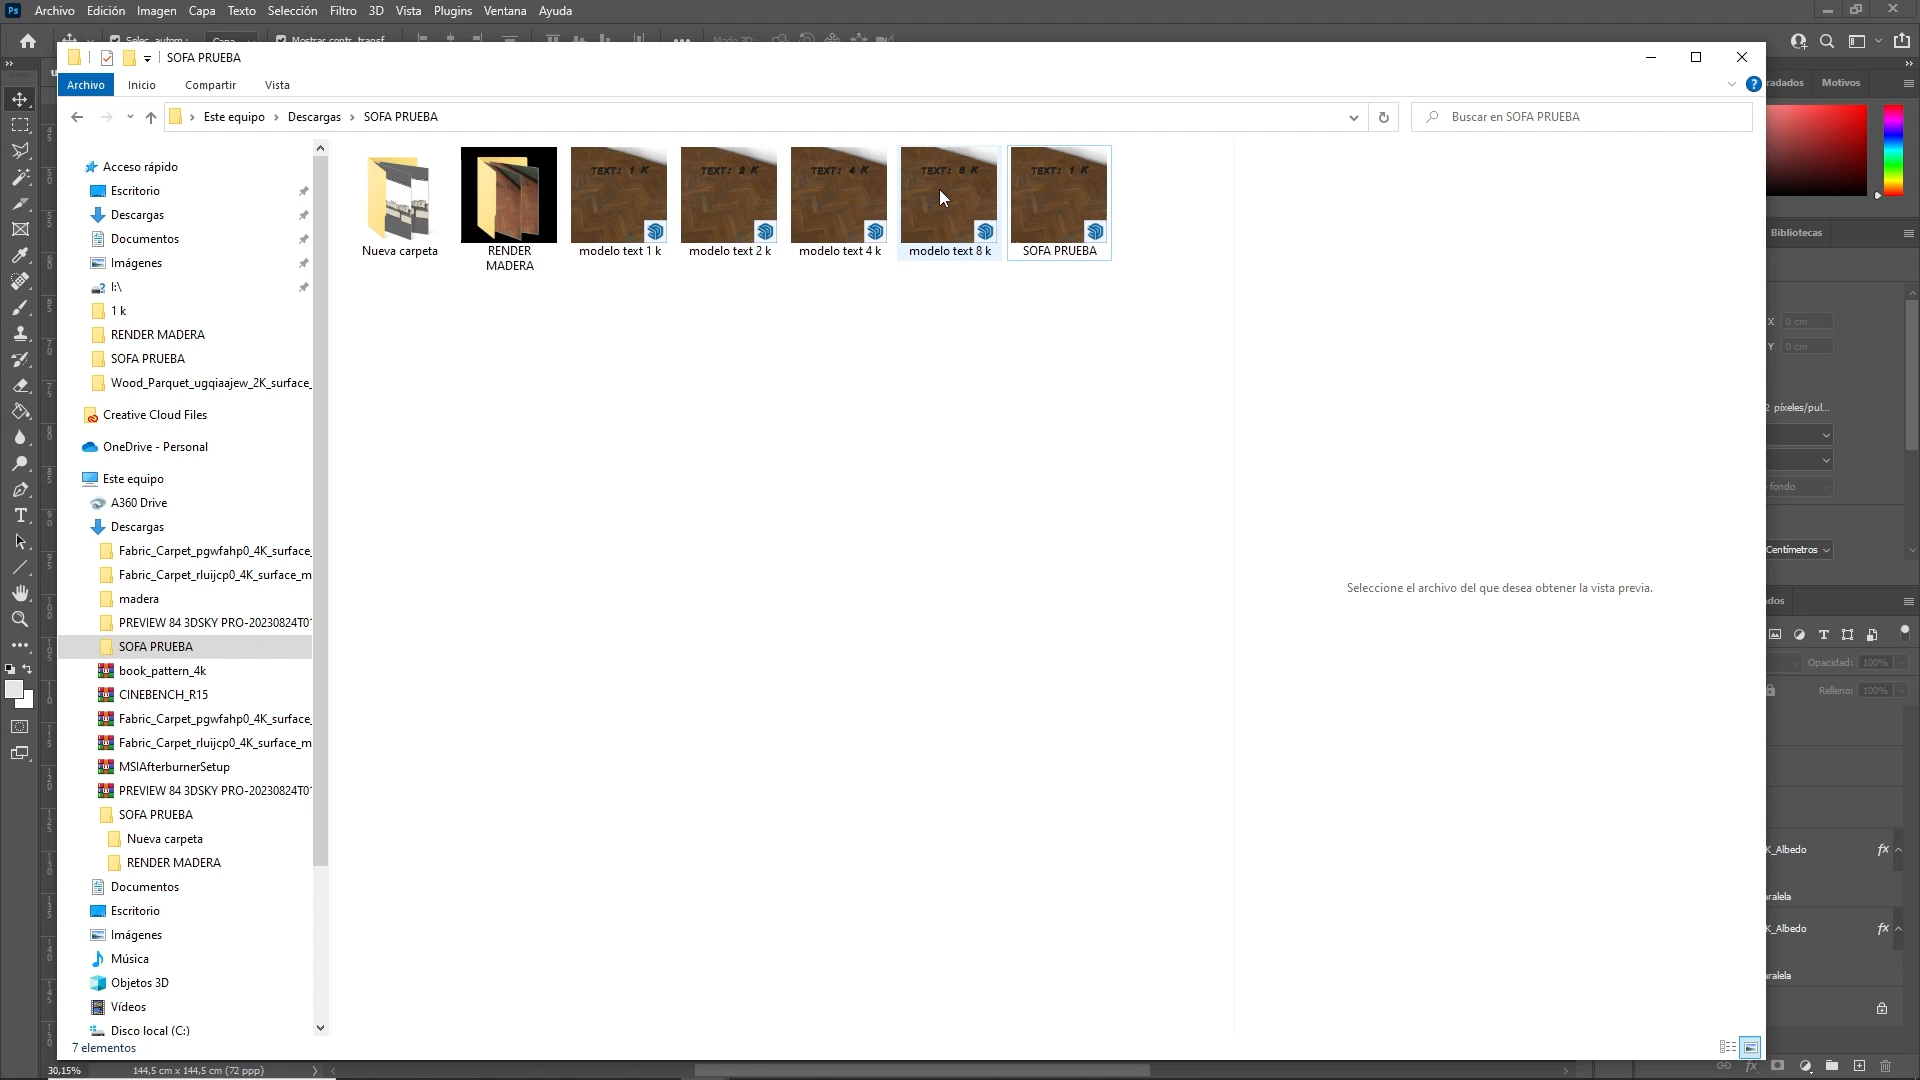 Ps Archivo Edición Imagen Capa Texto Selección Filtro 3D Vista Plugins Ventana Ayuda
SOFA PRUEBA
Archivo Inicio Compartir Vista
Este equipo Descargas SOFA PRUEBA
Buscar en SOFA PRUEBA
Motivos
Acceso rápido
Escritorio
Descargas
Documentos
Imágenes
I:\
1 k
RENDER MADERA
SOFA PRUEBA
Wood_Parquet_ugqiaajew_2K_surface_
Creative Cloud Files
OneDrive - Personal
Este equipo
A360 Drive
Descargas
Fabric_Carpet_pgwfahp0_4K_surface_
Fabric_Carpet_rluijcp0_4K_surface_m
madera
PREVIEW 84 3DSKY PRO-20230824T01
SOFA PRUEBA
book_pattern_4k
CINEBENCH_R15
Fabric_Carpet_pgwfahp0_4K_surface_
Fabric_Carpet_rluijcp0_4K_surface_m
MSIAfterburnerSetup
PREVIEW 84 3DSKY PRO-20230824T01
SOFA PRUEBA
Nueva carpeta
RENDER MADERA
Documentos
Escritorio
Imágenes
Música
Objetos 3D
Vídeos
Disco local (C:)
7 elementos
TEXT: 1 K TEXT: 2 K TEXT: 4 K TEXT: 8 K TEXT: 1 K
Nueva carpeta
RENDER
MADERA
modelo text 1 k
modelo text 2 k
modelo text 4 k
modelo text 8 k
SOFA PRUEBA
Seleccione el archivo del que desea obtener la vista previa.
Bibliotecas
X 0 cm
Y 0 cm
2 píxeles/pul...
fondo
Centímetros
Opacidad: 100%
Relleno: 100%
K_Albedo fx
aralela
K_Albedo fx
aralela
30,15% 144,5 cm x 144,5 cm (72 ppp)